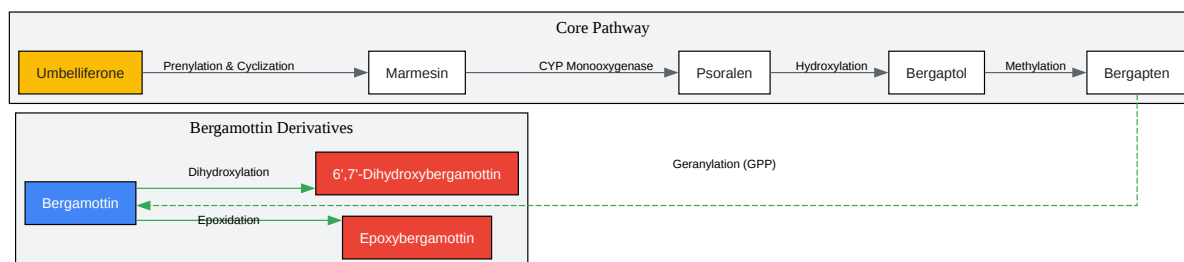 Core Pathway
Umbelliferone
Prenylation & Cyclization
Marmesin
CYP Monooxygenase
Psoralen
Hydroxylation
Bergaptol
Methylation
Bergapten
Bergamottin Derivatives
Geranylation (GPP)
Dihydroxylation
6',7'-Dihydroxybergamottin
Bergamottin
Epoxidation
Epoxybergamottin